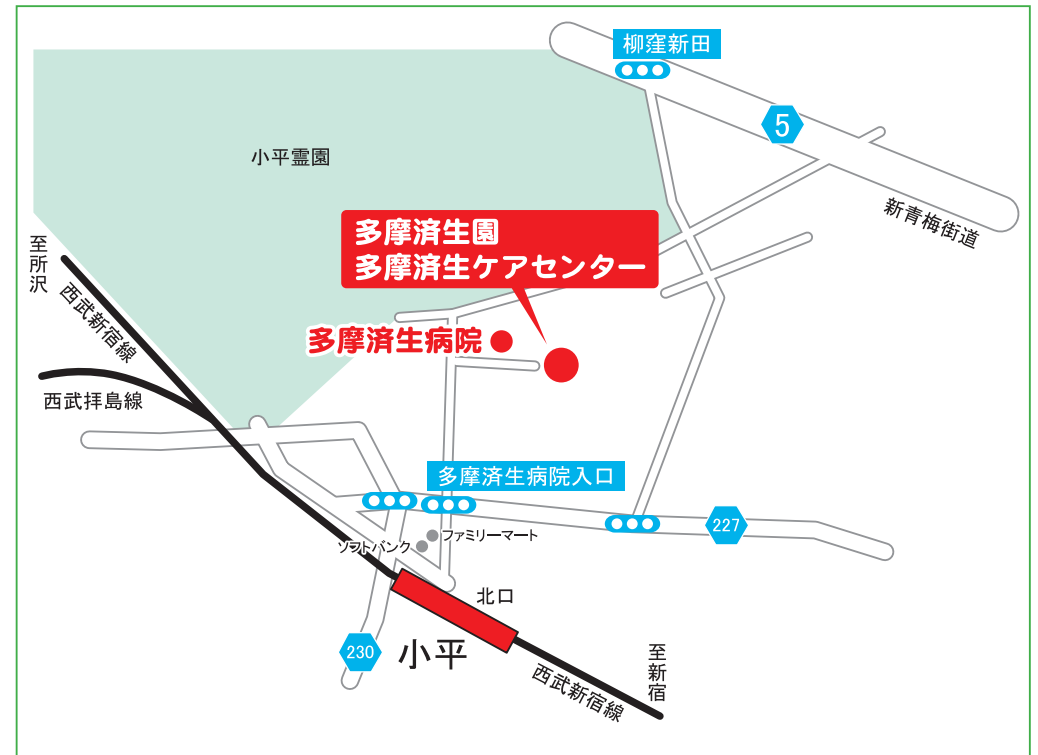 柳窪新田
5
小平霊園
新青梅街道
多摩済生園
多摩済生ケアセンター
至所沢
西武新宿線
多摩済生病院
西武拝島線
多摩済生病院入口
227
ファミリーマート
ソフトバンク
北口
230
小平
至新宿
西武新宿線